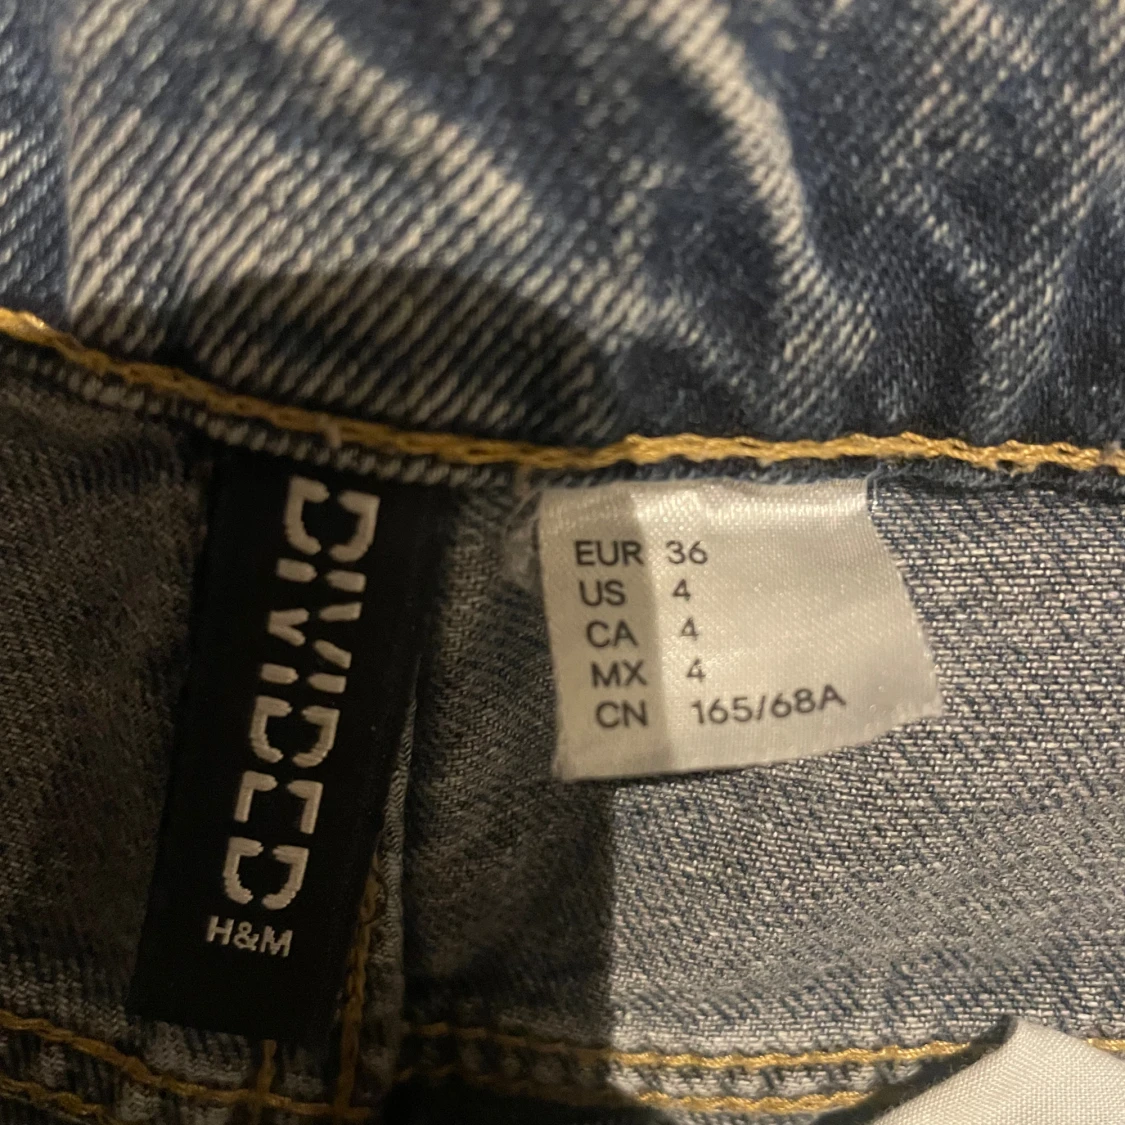 DIVIDED
H&M
EUR 36
US 4
CA 4
MX 4
CN 165/68A